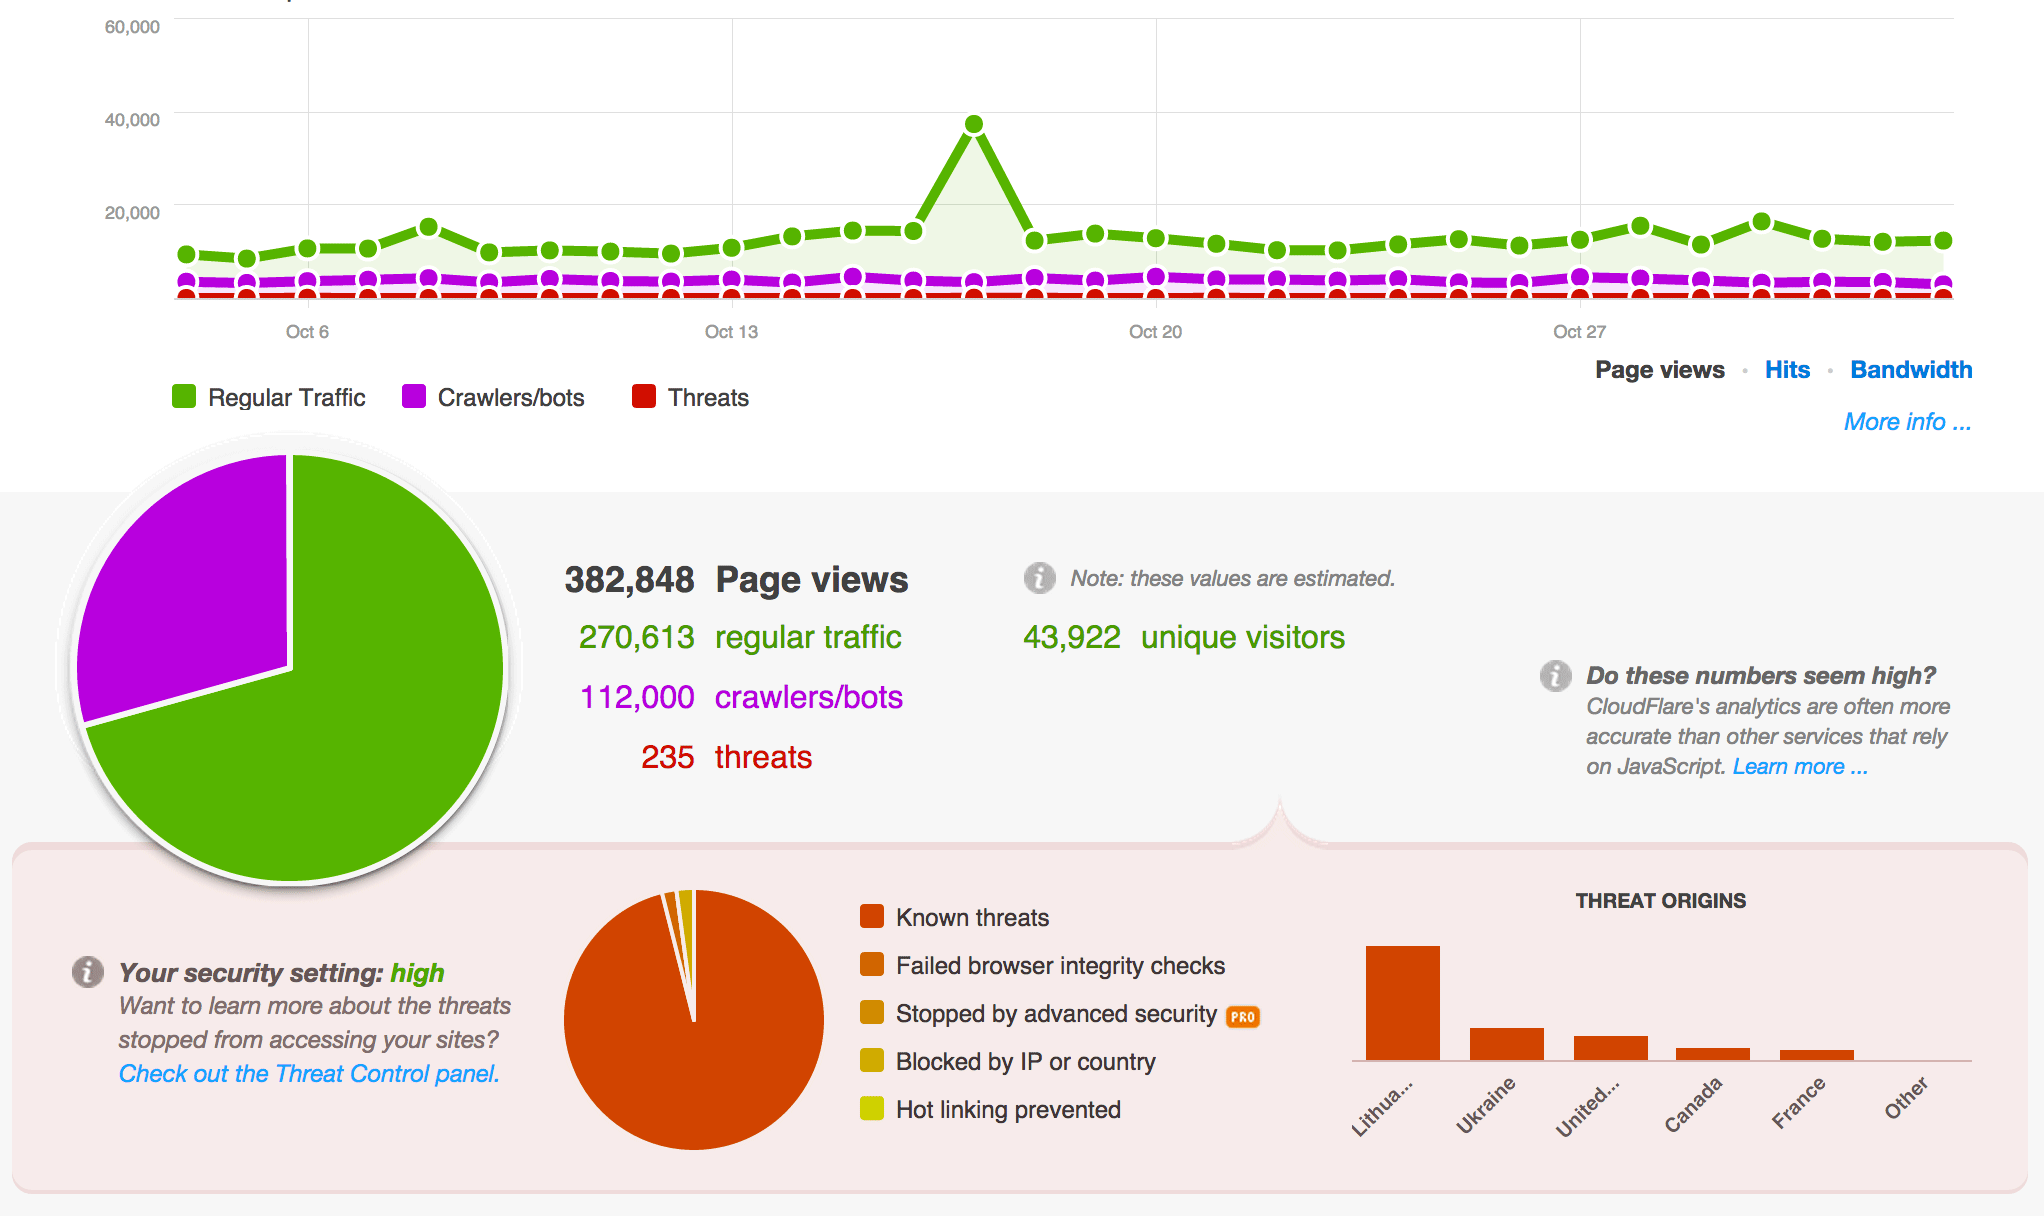 60,000
40,000
20,000
Oct 6
Oct 13
Oct 20
Oct 27
Page views · Hits · Bandwidth
Regular Traffic
Crawlers/bots
Threats
More info ...
382,848 Page views
Note: these values are estimated.
270,613 regular traffic
43,922 unique visitors
112,000 crawlers/bots
235 threats
Do these numbers seem high?
CloudFlare's analytics are often more
accurate than other services that rely
on JavaScript. Learn more ...
Your security setting: high
Want to learn more about the threats
stopped from accessing your sites?
Check out the Threat Control panel.
Known threats
Failed browser integrity checks
Stopped by advanced security PRO
Blocked by IP or country
Hot linking prevented
THREAT ORIGINS
Lithua...
Ukraine
United...
Canada
France
Other